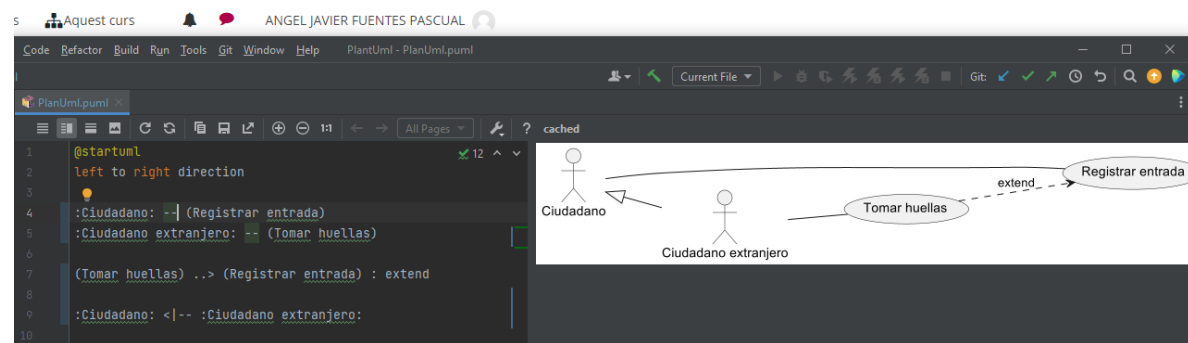 s Aquest curs ANGEL JAVIER FUENTES PASCUAL
Code Refactor Build Run Tools Git Window Help PlantUml - PlanUml.puml
Current File Git:
PlanUml.puml
1:1 All Pages ? cached
1 @startuml 12
2 left to right direction
3
4 :Ciudadano: -- (Registrar entrada)
5 :Ciudadano extranjero: -- (Tomar huellas)
6
7 (Tomar huellas) ..> (Registrar entrada) : extend
8
9 :Ciudadano: <|-- :Ciudadano extranjero:
10
Registrar entrada
extend
Tomar huellas
Ciudadano
Ciudadano extranjero